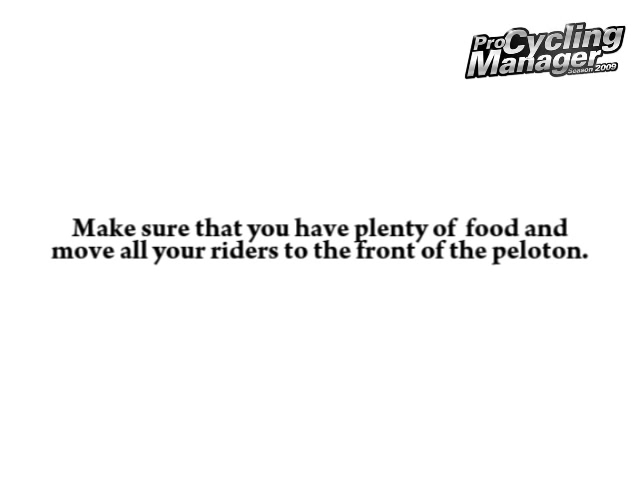 Pro Cycling
Manager
Season 2009
Make sure that you have plenty of food and
move all your riders to the front of the peloton.